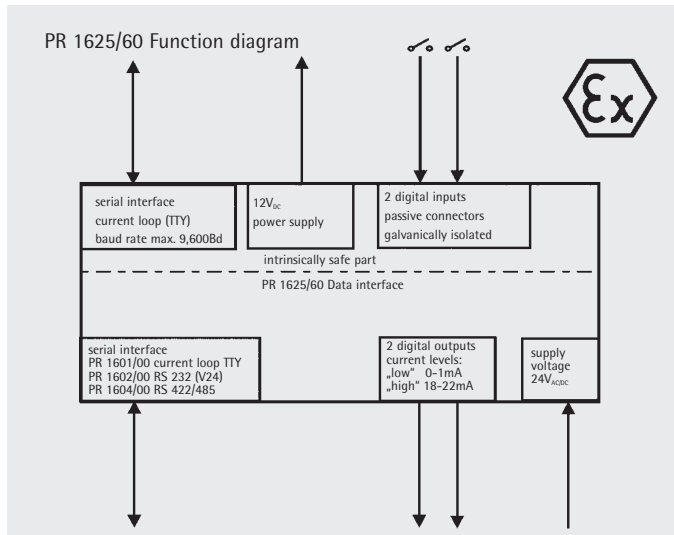 PR 1625/60 Function diagram
Ex
serial interface
current loop (TTY)
baud rate max. 9,600Bd
12VDC
power supply
2 digital inputs
passive connectors
galvanically isolated
intrinsically safe part
PR 1625/60 Data interface
serial interface
PR 1601/00 current loop TTY
PR 1602/00 RS 232 (V24)
PR 1604/00 RS 422/485
2 digital outputs
current levels:
„low“ 0-1mA
„high“ 18-22mA
supply
voltage
24VAC/DC